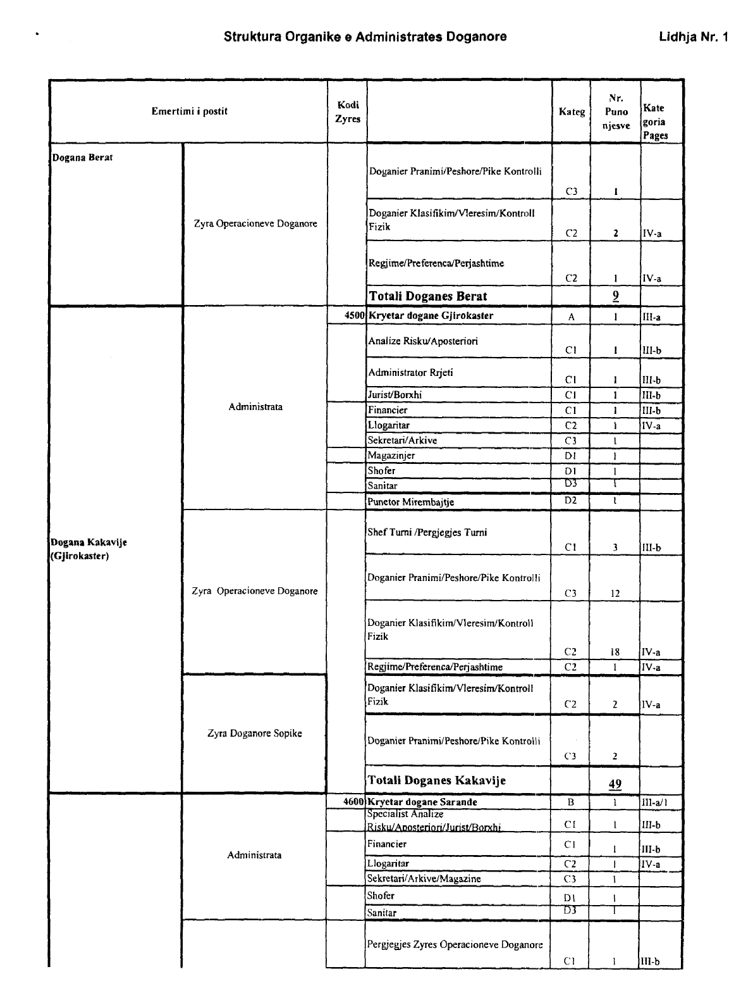 Struktura Organike e Administrates Doganore Lidhja Nr. 1
Emertimi i postit
Kodi
Zyres
Kateg
Nr.
Puno
njesve
Kate
goria
Pages
Dogana Berat
Zyra Operacioneve Doganore
Doganier Pranimi/Peshore/Pike Kontrolli
C3 1
Doganier Klasifikim/Vleresim/Kontroll
Fizik
C2 2 IV-a
Regjime/Preferenca/Perjashtime
C2 1 IV-a
Totali Doganes Berat 9
4500 Kryetar dogane Gjirokaster A 1 III-a
Analize Risku/Aposteriori
C1 1 III-b
Administrator Rrjeti
C1 1 III-b
Jurist/Borxhi C1 1 III-b
Administrata
Financier C1 1 III-b
Llogaritar C2 1 IV-a
Sekretari/Arkive C3 1
Magazinjer D1 1
Shofer D1 1
Sanitar D3 1
Punetor Mirembajtje D2 1
Dogana Kakavije
(Gjirokaster)
Shef Turni /Pergjegjes Turni
C1 3 III-b
Zyra Operacioneve Doganore
Doganier Pranimi/Peshore/Pike Kontrolli
C3 12
Doganier Klasifikim/Vleresim/Kontroll
Fizik
C2 18 IV-a
Regjime/Preferenca/Perjashtime C2 1 IV-a
Zyra Doganore Sopike
Doganier Klasifikim/Vleresim/Kontroll
Fizik
C2 2 IV-a
Doganier Pranimi/Peshore/Pike Kontrolli
C3 2
Totali Doganes Kakavije 49
4600 Kryetar dogane Sarande B 1 III-a/1
Specialist Analize
Risku/Aposteriori/Jurist/Borxhi C1 1 III-b
Administrata
Financier C1 1 III-b
Llogaritar C2 1 IV-a
Sekretari/Arkive/Magazine C3 1
Shofer D1 1
Sanitar D3 1
Pergjegjes Zyres Operacioneve Doganore
C1 1 III-b